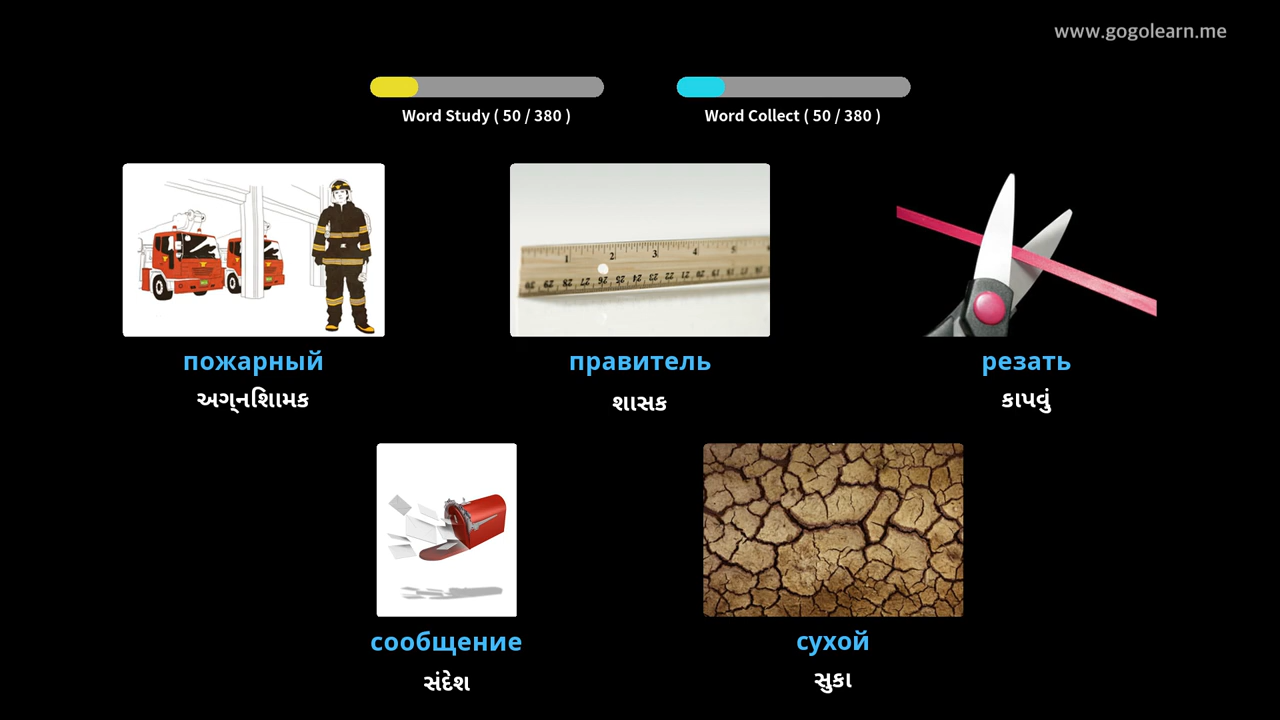 www.gogolearn.me
Word Study ( 50 / 380 )
Word Collect ( 50 / 380 )
пожарный
અગ્નશિામક
правитель
શાસક
резать
કાપવું
сообщение
સંદેશ
сухой
સુકા